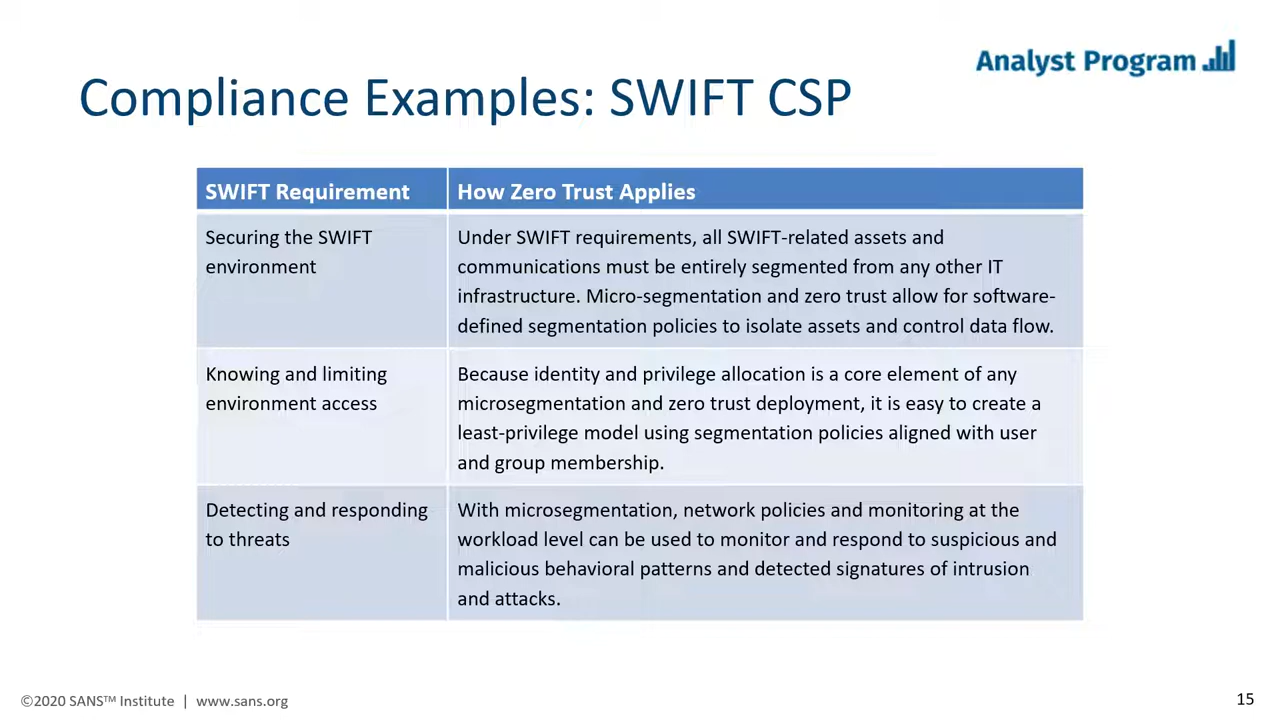 Analyst Program
Compliance Examples: SWIFT CSP
SWIFT Requirement
How Zero Trust Applies
Securing the SWIFT
environment
Under SWIFT requirements, all SWIFT-related assets and
communications must be entirely segmented from any other IT
infrastructure. Micro-segmentation and zero trust allow for software-
defined segmentation policies to isolate assets and control data flow.
Knowing and limiting
environment access
Because identity and privilege allocation is a core element of any
microsegmentation and zero trust deployment, it is easy to create a
least-privilege model using segmentation policies aligned with user
and group membership.
Detecting and responding
to threats
With microsegmentation, network policies and monitoring at the
workload level can be used to monitor and respond to suspicious and
malicious behavioral patterns and detected signatures of intrusion
and attacks.
©2020 SANS™ Institute | www.sans.org
15